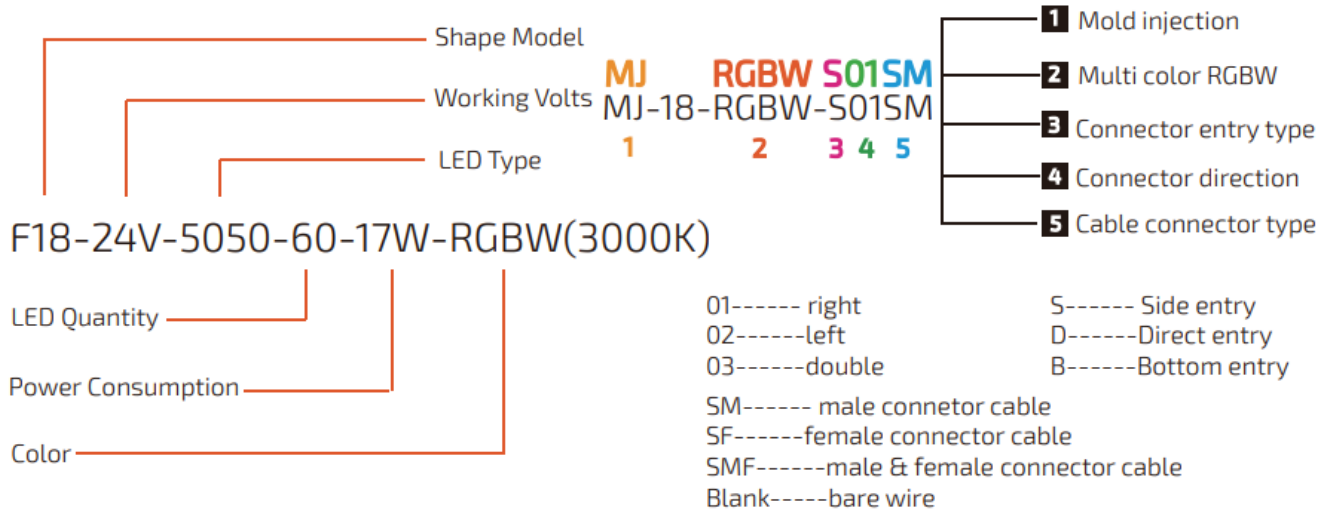 Shape Model
Working Volts
LED Type
F18-24V-5050-60-17W-RGBW(3000K)
LED Quantity
Power Consumption
Color
MJ RGBW S01SM
MJ-18-RGBW-S01SM
1 2 3 4 5
1 Mold injection
2 Multi color RGBW
3 Connector entry type
4 Connector direction
5 Cable connector type
01------ right
02------left
03------double
S------ Side entry
D------Direct entry
B------Bottom entry
SM------ male connetor cable
SF------female connector cable
SMF------male & female connector cable
Blank-----bare wire